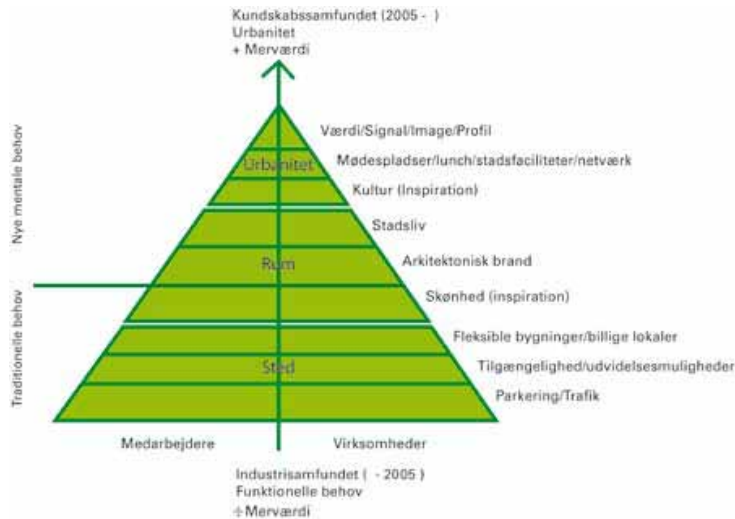 Kundskabssamfundet (2005 - )
Urbanitet
+ Merværdi
Nye mentale behov
Traditionelle behov
Urbanitet
Rum
Sted
Værdi/Signal/Image/Profil
Mødespladser/lunch/stadsfaciliteter/netværk
Kultur (Inspiration)
Stadsliv
Arkitektonisk brand
Skønhed (inspiration)
Fleksible bygninger/billige lokaler
Tilgængelighed/udvidelsesmuligheder
Parkering/Trafik
Medarbejdere
Virksomheder
Industrisamfundet ( - 2005 )
Funktionelle behov
÷Merværdi